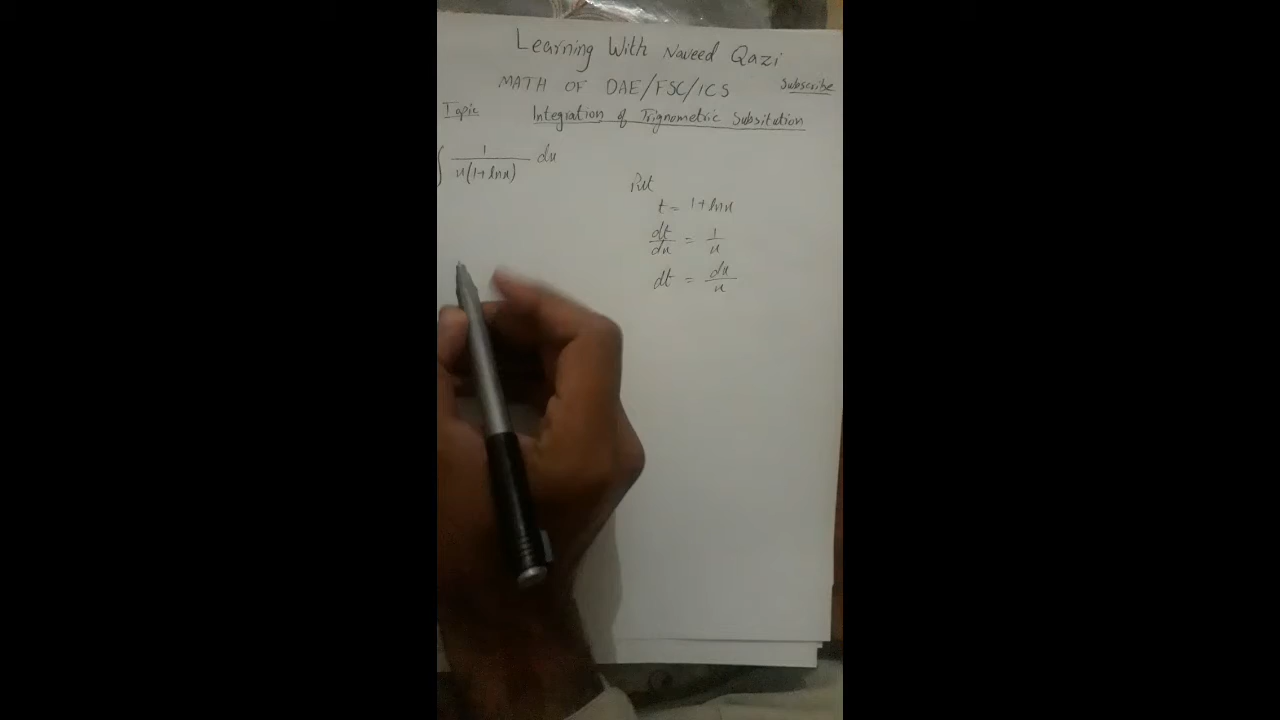 Learning With Naveed Qazi
MATH OF DAE/FSC/ICS Subscribe
Topic Integration of Trignometric Subsitution
∫ 1/x(1+lnx) dx
Put
t = 1+lnx
dt/dx = 1/x
dt = dx/x